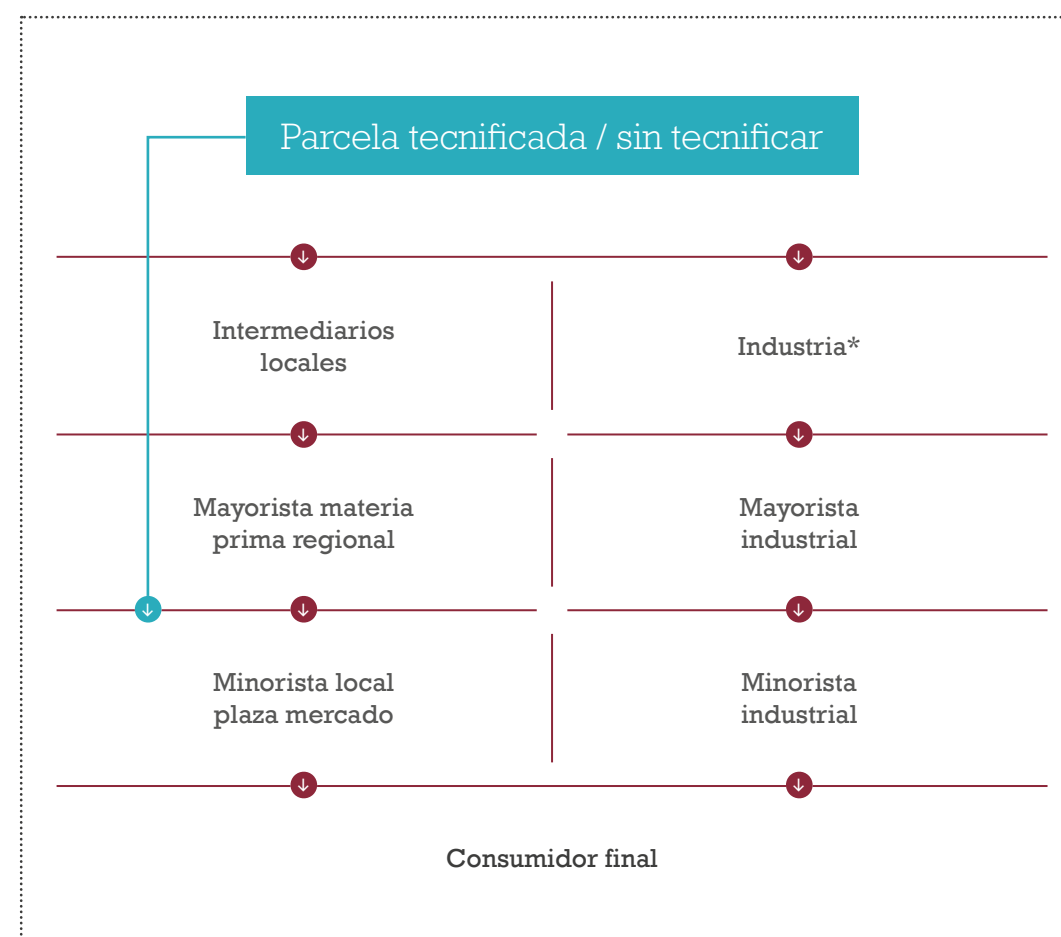 Parcela tecnificada / sin tecnificar
Intermediarios
locales
Industria*
Mayorista materia
prima regional
Mayorista
industrial
Minorista local
plaza mercado
Minorista
industrial
Consumidor final